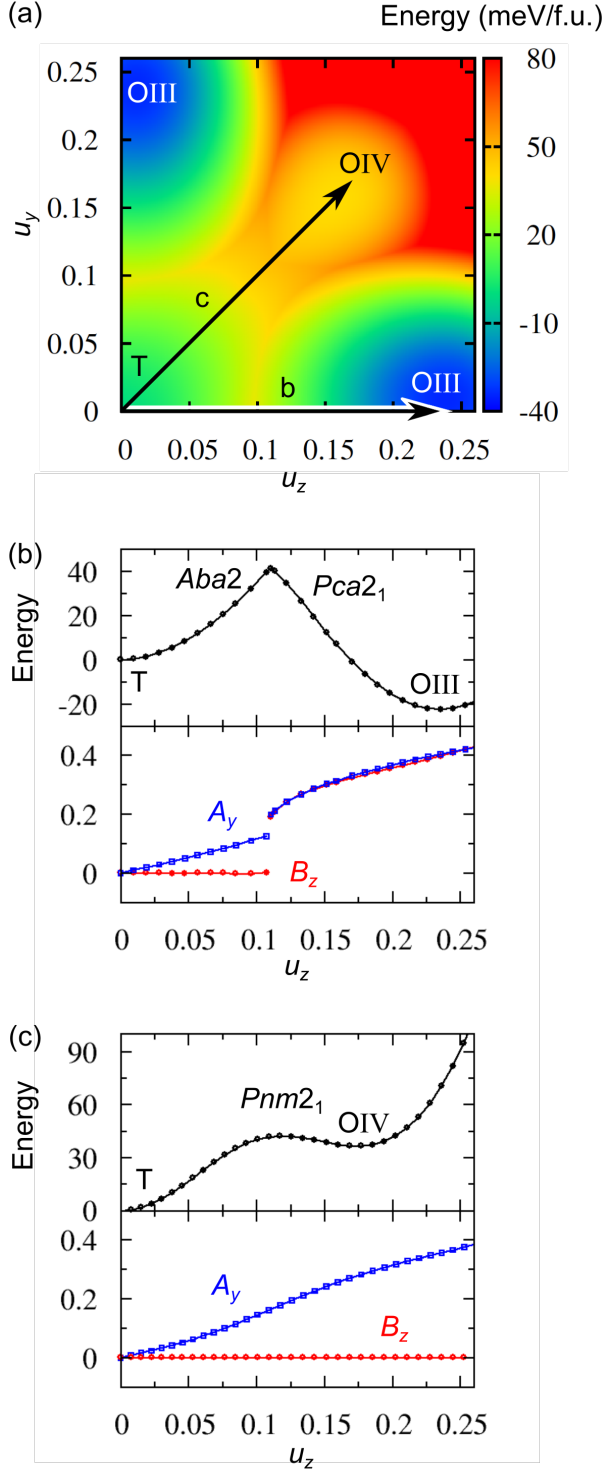 (a)
Energy (meV/f.u.)
0.25
0.2
0.15
0.1
0.05
0
u_y
OIII
OIV
c
T
b
OIII
80
50
20
-10
-40
0 0.05 0.1 0.15 0.2 0.25
u_z
(b)
40
20
0
-20
Energy
Aba2
Pca2₁
T
OIII
0.4
0.2
0
A_y
B_z
0 0.05 0.1 0.15 0.2 0.25
u_z
(c)
90
60
30
0
Energy
Pnm2₁
OIV
T
0.4
0.2
0
A_y
B_z
0 0.05 0.1 0.15 0.2 0.25
u_z